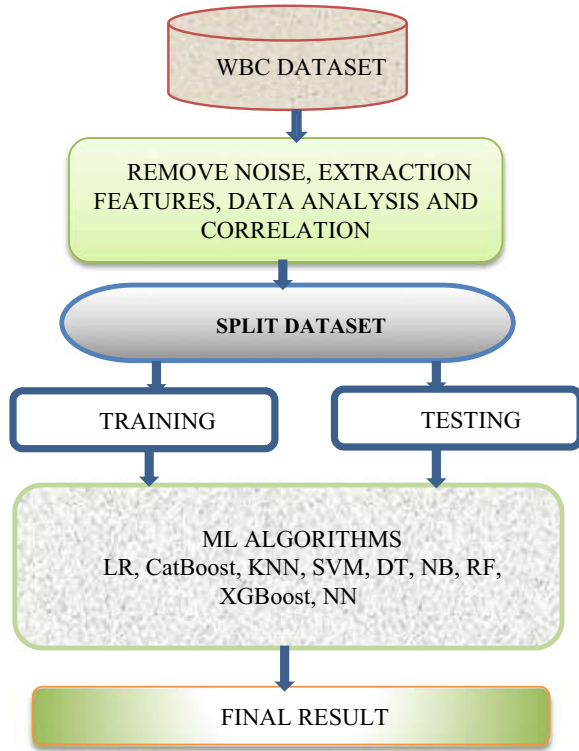 WBC DATASET
REMOVE NOISE, EXTRACTION
FEATURES, DATA ANALYSIS AND
CORRELATION
SPLIT DATASET
TRAINING
TESTING
ML ALGORITHMS
LR, CatBoost, KNN, SVM, DT, NB, RF,
XGBoost, NN
FINAL RESULT